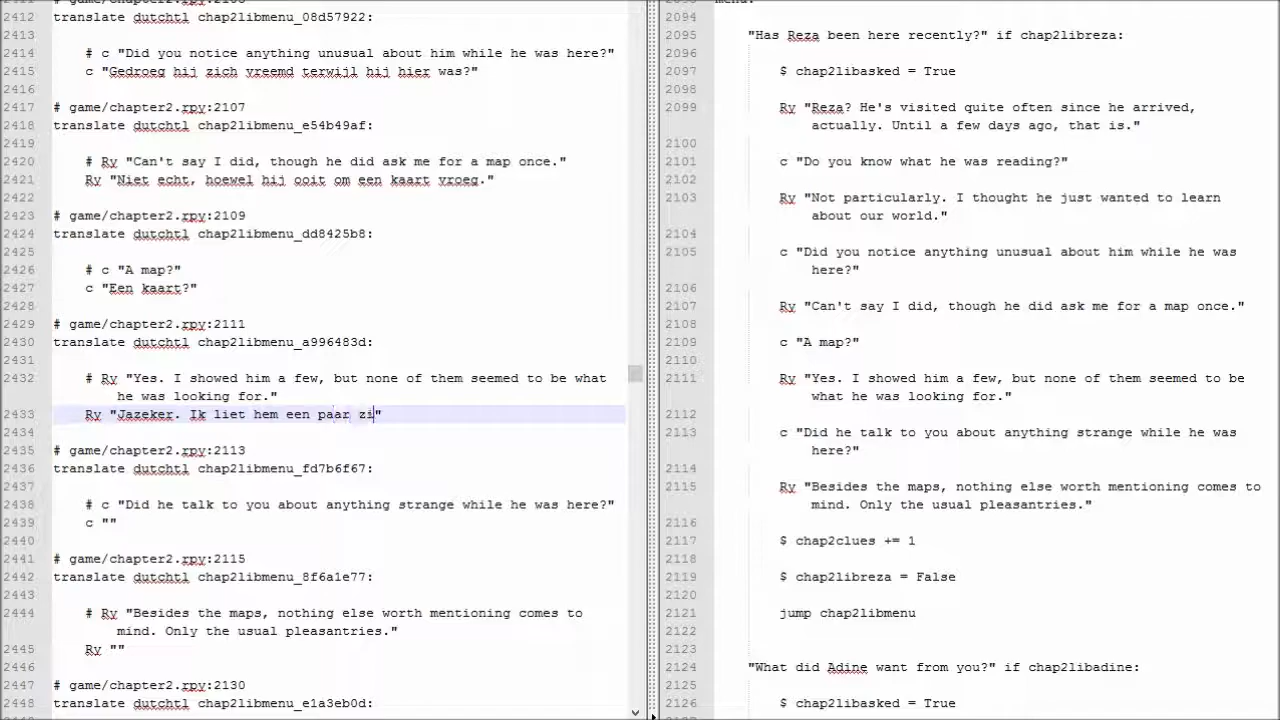 2412 translate dutchtl chap2libmenu_08d57922:
2413
2414 # c "Did you notice anything unusual about him while he was here?"
2415 c "Gedroeg hij zich vreemd terwijl hij hier was?"
2416
2417 # game/chapter2.rpy:2107
2418 translate dutchtl chap2libmenu_e54b49af:
2419
2420 # Ry "Can't say I did, though he did ask me for a map once."
2421 Ry "Niet echt, hoewel hij ooit om een kaart vroeg."
2422
2423 # game/chapter2.rpy:2109
2424 translate dutchtl chap2libmenu_dd8425b8:
2425
2426 # c "A map?"
2427 c "Een kaart?"
2428
2429 # game/chapter2.rpy:2111
2430 translate dutchtl chap2libmenu_a996483d:
2431
2432 # Ry "Yes. I showed him a few, but none of them seemed to be what
he was looking for."
2433 Ry "Jazeker. Ik liet hem een paar zi"
2434
2435 # game/chapter2.rpy:2113
2436 translate dutchtl chap2libmenu_fd7b6f67:
2437
2438 # c "Did he talk to you about anything strange while he was here?"
2439 c ""
2440
2441 # game/chapter2.rpy:2115
2442 translate dutchtl chap2libmenu_8f6a1e77:
2443
2444 # Ry "Besides the maps, nothing else worth mentioning comes to
mind. Only the usual pleasantries."
2445 Ry ""
2446
2447 # game/chapter2.rpy:2130
2448 translate dutchtl chap2libmenu_e1a3eb0d:
2094
2095 "Has Reza been here recently?" if chap2libreza:
2096
2097 $ chap2libasked = True
2098
2099 Ry "Reza? He's visited quite often since he arrived,
actually. Until a few days ago, that is."
2100
2101 c "Do you know what he was reading?"
2102
2103 Ry "Not particularly. I thought he just wanted to learn
about our world."
2104
2105 c "Did you notice anything unusual about him while he was
here?"
2106
2107 Ry "Can't say I did, though he did ask me for a map once."
2108
2109 c "A map?"
2110
2111 Ry "Yes. I showed him a few, but none of them seemed to be
what he was looking for."
2112
2113 c "Did he talk to you about anything strange while he was
here?"
2114
2115 Ry "Besides the maps, nothing else worth mentioning comes to
mind. Only the usual pleasantries."
2116
2117 $ chap2clues += 1
2118
2119 $ chap2libreza = False
2120
2121 jump chap2libmenu
2122
2123
2124 "What did Adine want from you?" if chap2libadine:
2125
2126 $ chap2libasked = True